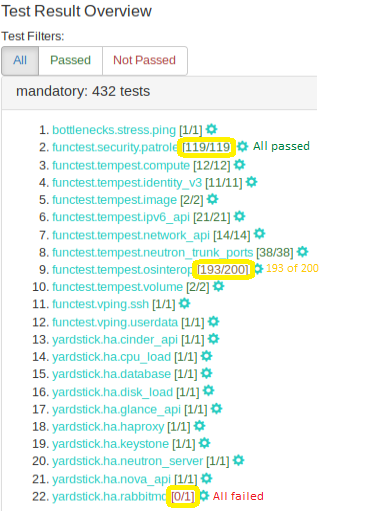 Test Result Overview
Test Filters:
All Passed Not Passed
mandatory: 432 tests
1. bottlenecks.stress.ping [1/1]
2. functest.security.patrole [119/119 All passed
3. functest.tempest.compute [12/12]
4. functest.tempest.identity_v3 [11/11]
5. functest.tempest.image [2/2]
6. functest.tempest.ipv6_api [21/21]
7. functest.tempest.network_api [14/14]
8. functest.tempest.neutron_trunk_ports [38/38]
9. functest.tempest.osinterop [193/200] 193 of 200
10. functest.tempest.volume [2/2]
11. functest.vping.ssh [1/1]
12. functest.vping.userdata [1/1]
13. yardstick.ha.cinder_api [1/1]
14. yardstick.ha.cpu_load [1/1]
15. yardstick.ha.database [1/1]
16. yardstick.ha.disk_load [1/1]
17. yardstick.ha.glance_api [1/1]
18. yardstick.ha.haproxy [1/1]
19. yardstick.ha.keystone [1/1]
20. yardstick.ha.neutron_server [1/1]
21. yardstick.ha.nova_api [1/1]
22. yardstick.ha.rabbitmq [0/1] All failed